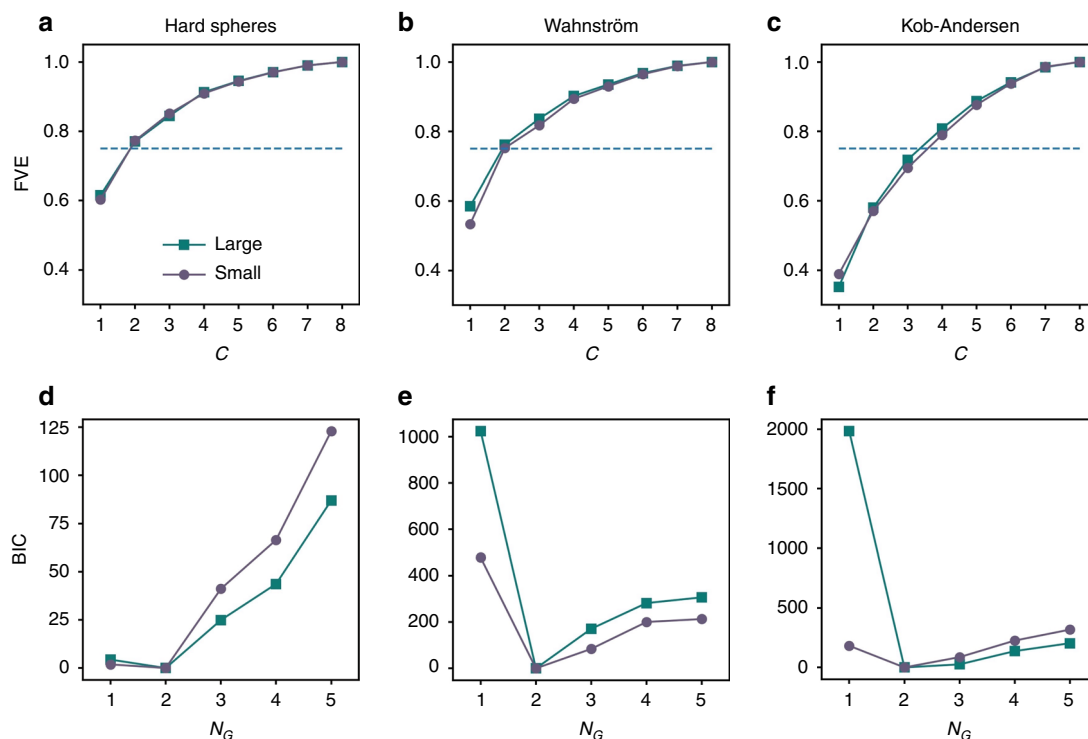 a Hard spheres
b Wahnström
c Kob-Andersen
FVE
1.0
0.8
0.6
0.4
Large
Small
1 2 3 4 5 6 7 8
C
1.0
0.8
0.6
0.4
1 2 3 4 5 6 7 8
C
1.0
0.8
0.6
0.4
1 2 3 4 5 6 7 8
C
d
BIC
125
100
75
50
25
0
1 2 3 4 5
N_G
e
1000
800
600
400
200
0
1 2 3 4 5
N_G
f
2000
1500
1000
500
0
1 2 3 4 5
N_G